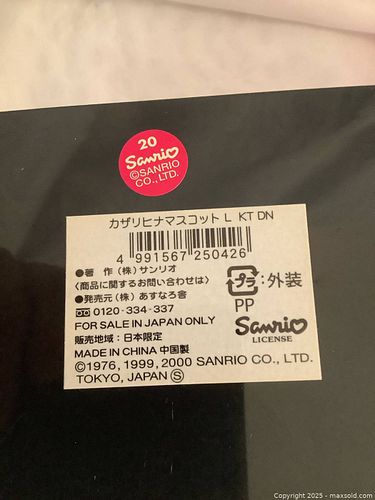 20
Sanrio
©SANRIO
CO., LTD.
カザリヒナマスコット L KT DN
4 991567 250426
●著 作 (株) サンリオ
〈商品に関するお問い合わせは〉
●発売元 (株) あすなろ舎
0120-334-337
プラ:外装
PP
FOR SALE IN JAPAN ONLY
販売地域:日本限定
MADE IN CHINA 中国製
Sanrio
LICENSE
©1976, 1999, 2000 SANRIO CO., LTD.
TOKYO, JAPAN Ⓢ
Copyright © 2025 - maxsold.com